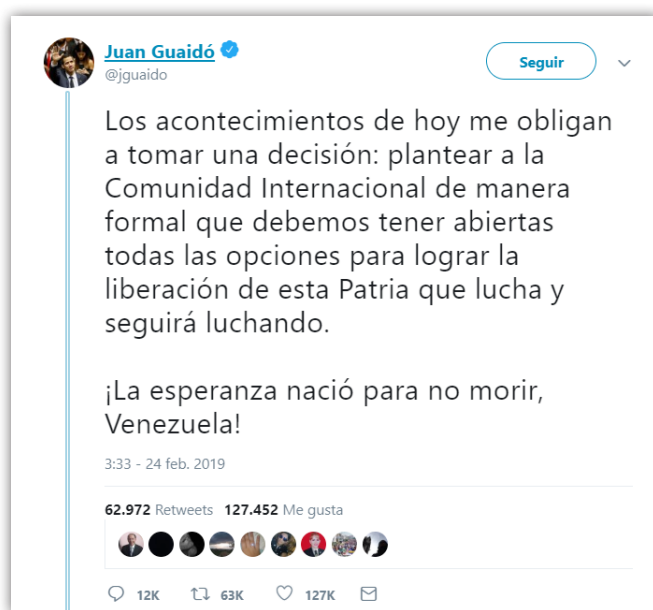 Juan Guaidó
@jguaido
Seguir
Los acontecimientos de hoy me obligan
a tomar una decisión: plantear a la
Comunidad Internacional de manera
formal que debemos tener abiertas
todas las opciones para lograr la
liberación de esta Patria que lucha y
seguirá luchando.
¡La esperanza nació para no morir,
Venezuela!
3:33 - 24 feb. 2019
62.972 Retweets 127.452 Me gusta
12K 63K 127K